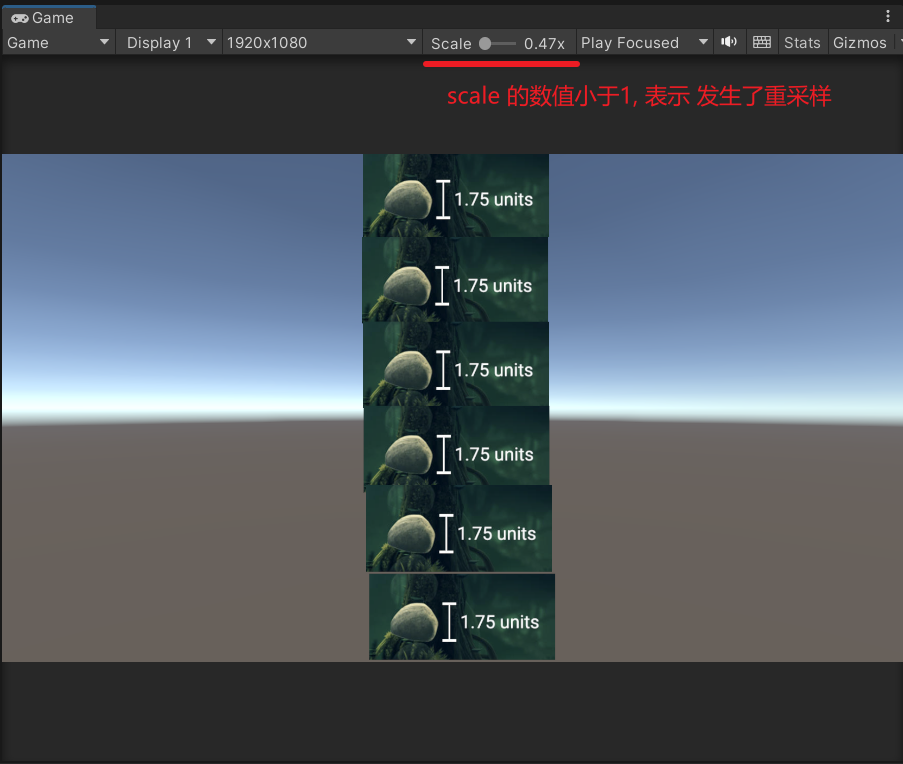 Game
Game Display 1 1920x1080 Scale 0.47x Play Focused Stats Gizmos
scale 的数值小于1, 表示 发生了重采样
1.75 units
1.75 units
1.75 units
1.75 units
1.75 units
1.75 units